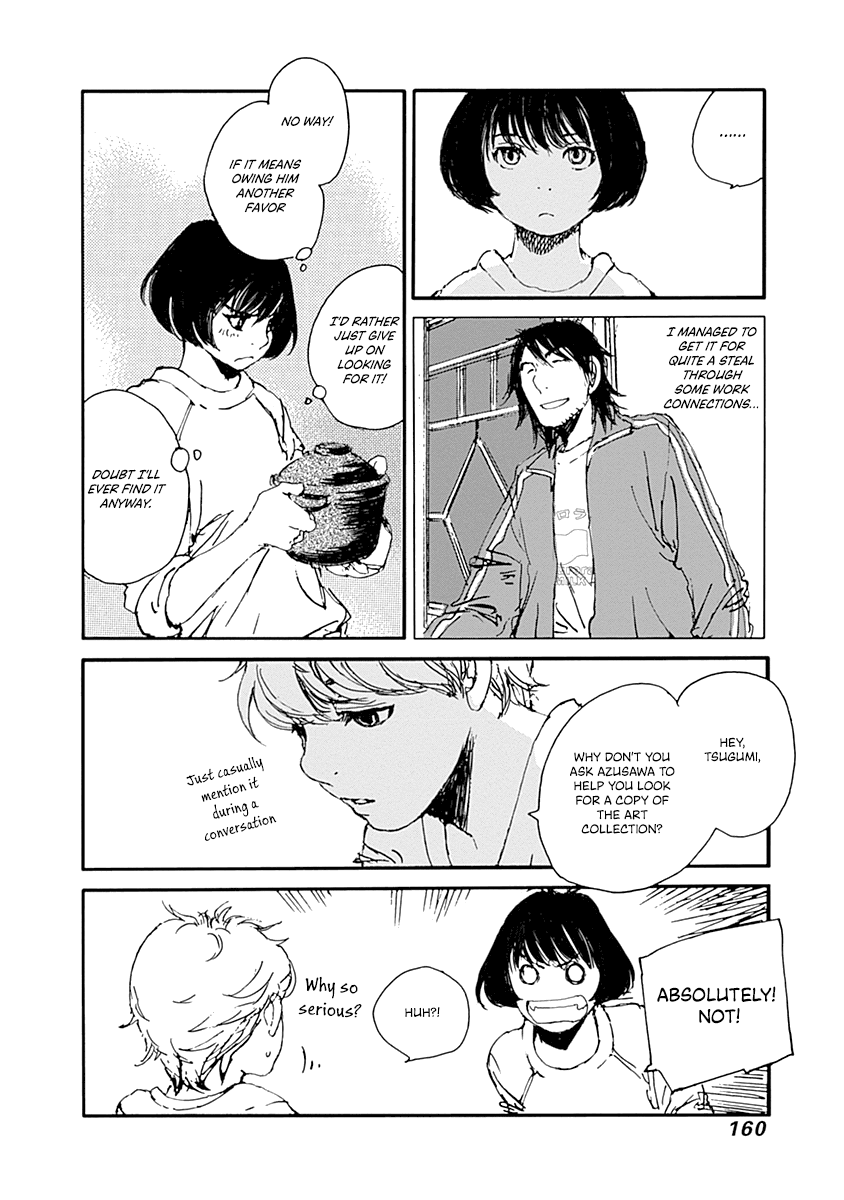 ......
I MANAGED TO
GET IT FOR
QUITE A STEAL
THROUGH
SOME WORK
CONNECTIONS...
NO WAY!
IF IT MEANS
OWING HIM
ANOTHER
FAVOR
I'D RATHER
JUST GIVE
UP ON
LOOKING
FOR IT!
DOUBT I'LL
EVER FIND IT
ANYWAY.
HEY,
TSUGUMI,
WHY DON'T YOU
ASK AZUSAWA TO
HELP YOU LOOK
FOR A COPY OF
THE ART
COLLECTION?
Just casually
mention it
during a
conversation
ABSOLUTELY!
NOT!
HUH?!
Why so
serious?
160